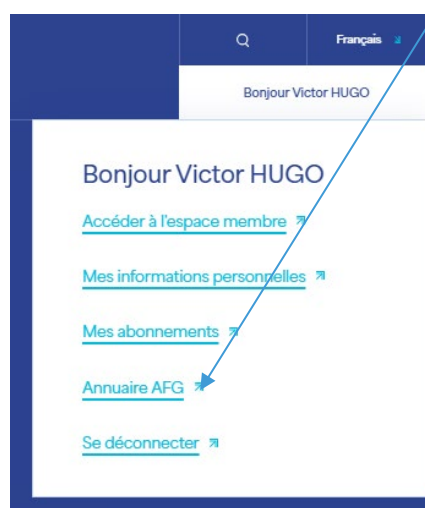 Français
Bonjour Victor HUGO
Bonjour Victor HUGO
Accéder à l'espace membre
Mes informations personnelles
Mes abonnements
Annuaire AFG
Se déconnecter